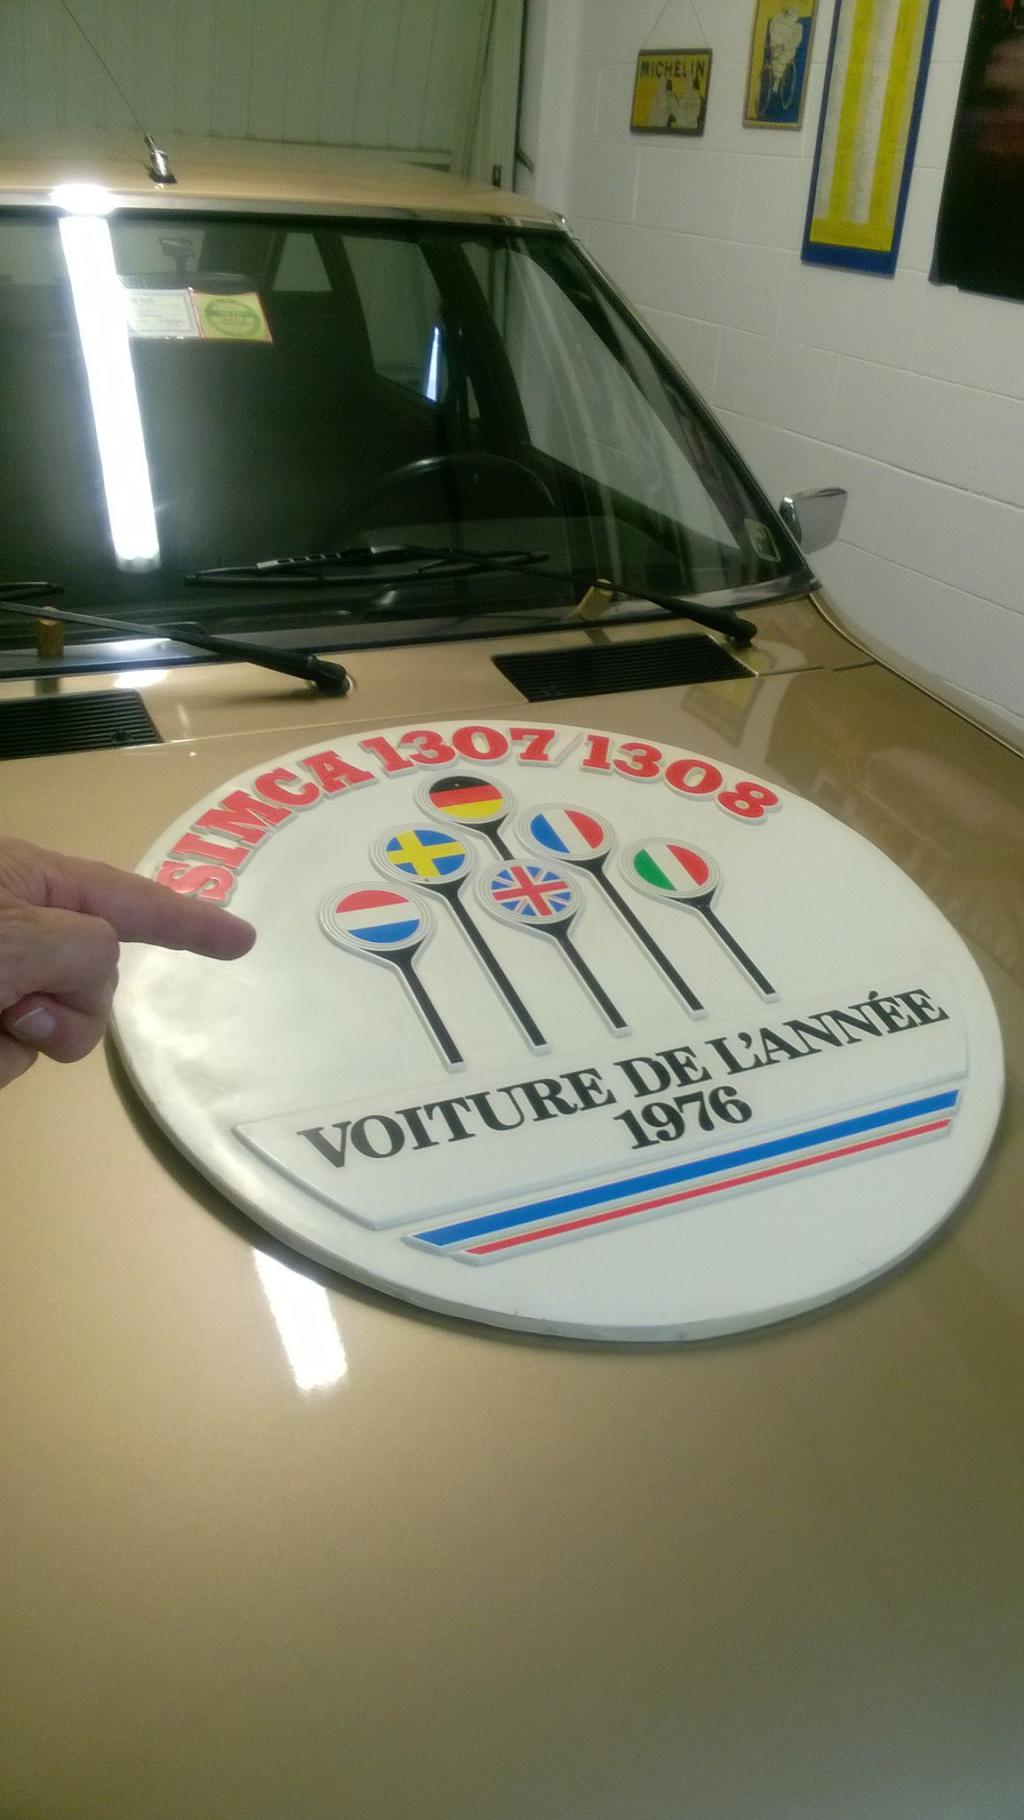 MICHELIN
SIMCA 1307/1308
VOITURE DE L'ANNÉE
1976